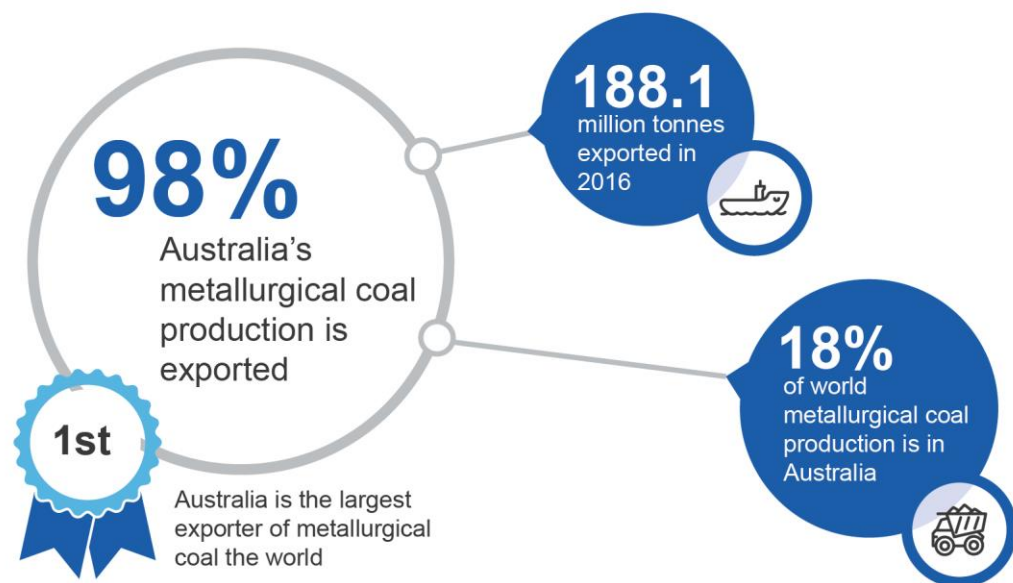 98%
Australia’s
metallurgical coal
production is
exported
1st
Australia is the largest
exporter of metallurgical
coal the world
188.1
million tonnes
exported in
2016
18%
of world
metallurgical coal
production is in
Australia